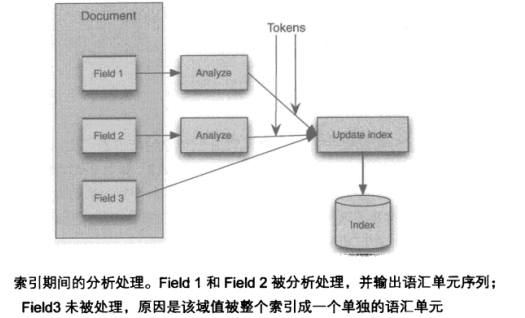 Document
Tokens
Field 1
Analyze
Field 2
Analyze
Update index
Field 3
Index
索引期间的分析处理。Field 1 和 Field 2 被分析处理，并输出语汇单元序列；
Field3 未被处理，原因是该域值被整个索引成一个单独的语汇单元